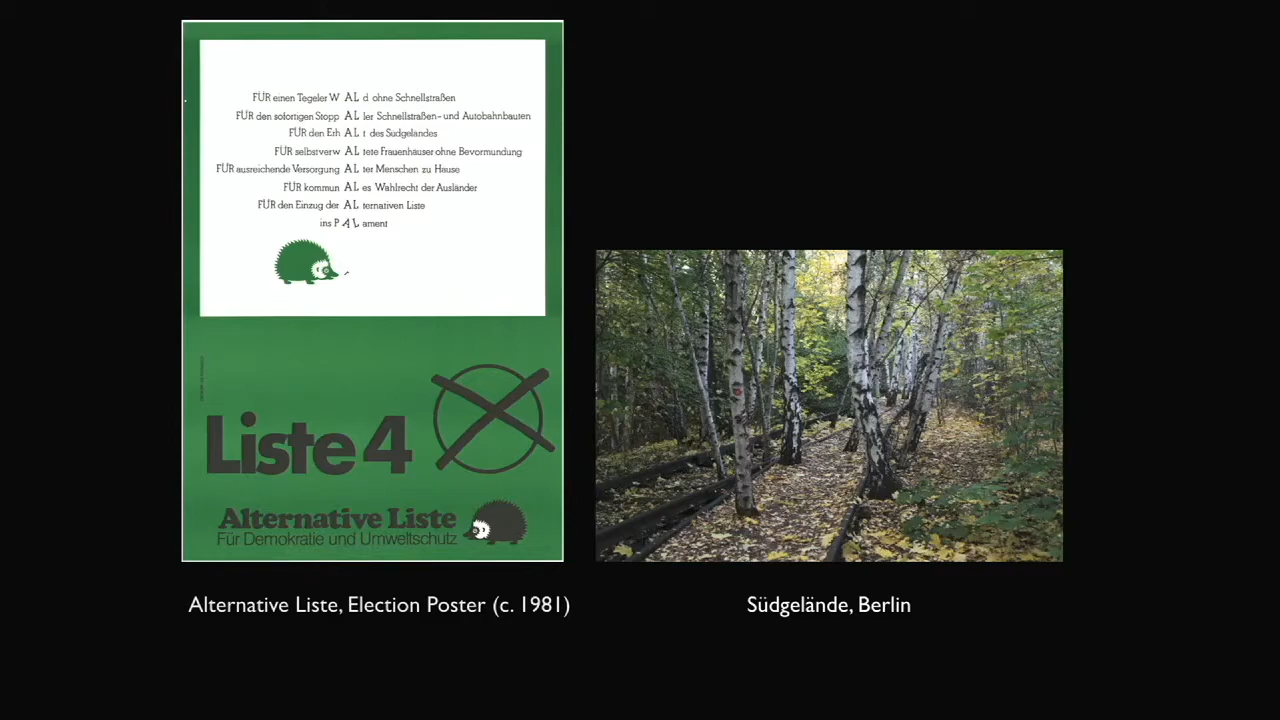 FÜR einen Tegeler W AL d ohne Schnellstraßen
FÜR den sofortigen Stopp AL ler Schnellstraßen- und Autobahnbauten
FÜR den Erh AL t des Südgeländes
FÜR selbstverw AL tete Frauenhäuser ohne Bevormundung
FÜR ausreichende Versorgung AL ter Menschen zu Hause
FÜR kommun AL es Wahlrecht der Ausländer
FÜR den Einzug der AL ternativen Liste
ins P AL ament
Liste 4
Alternative Liste
Für Demokratie und Umweltschutz
Alternative Liste, Election Poster (c. 1981)
Südgelände, Berlin